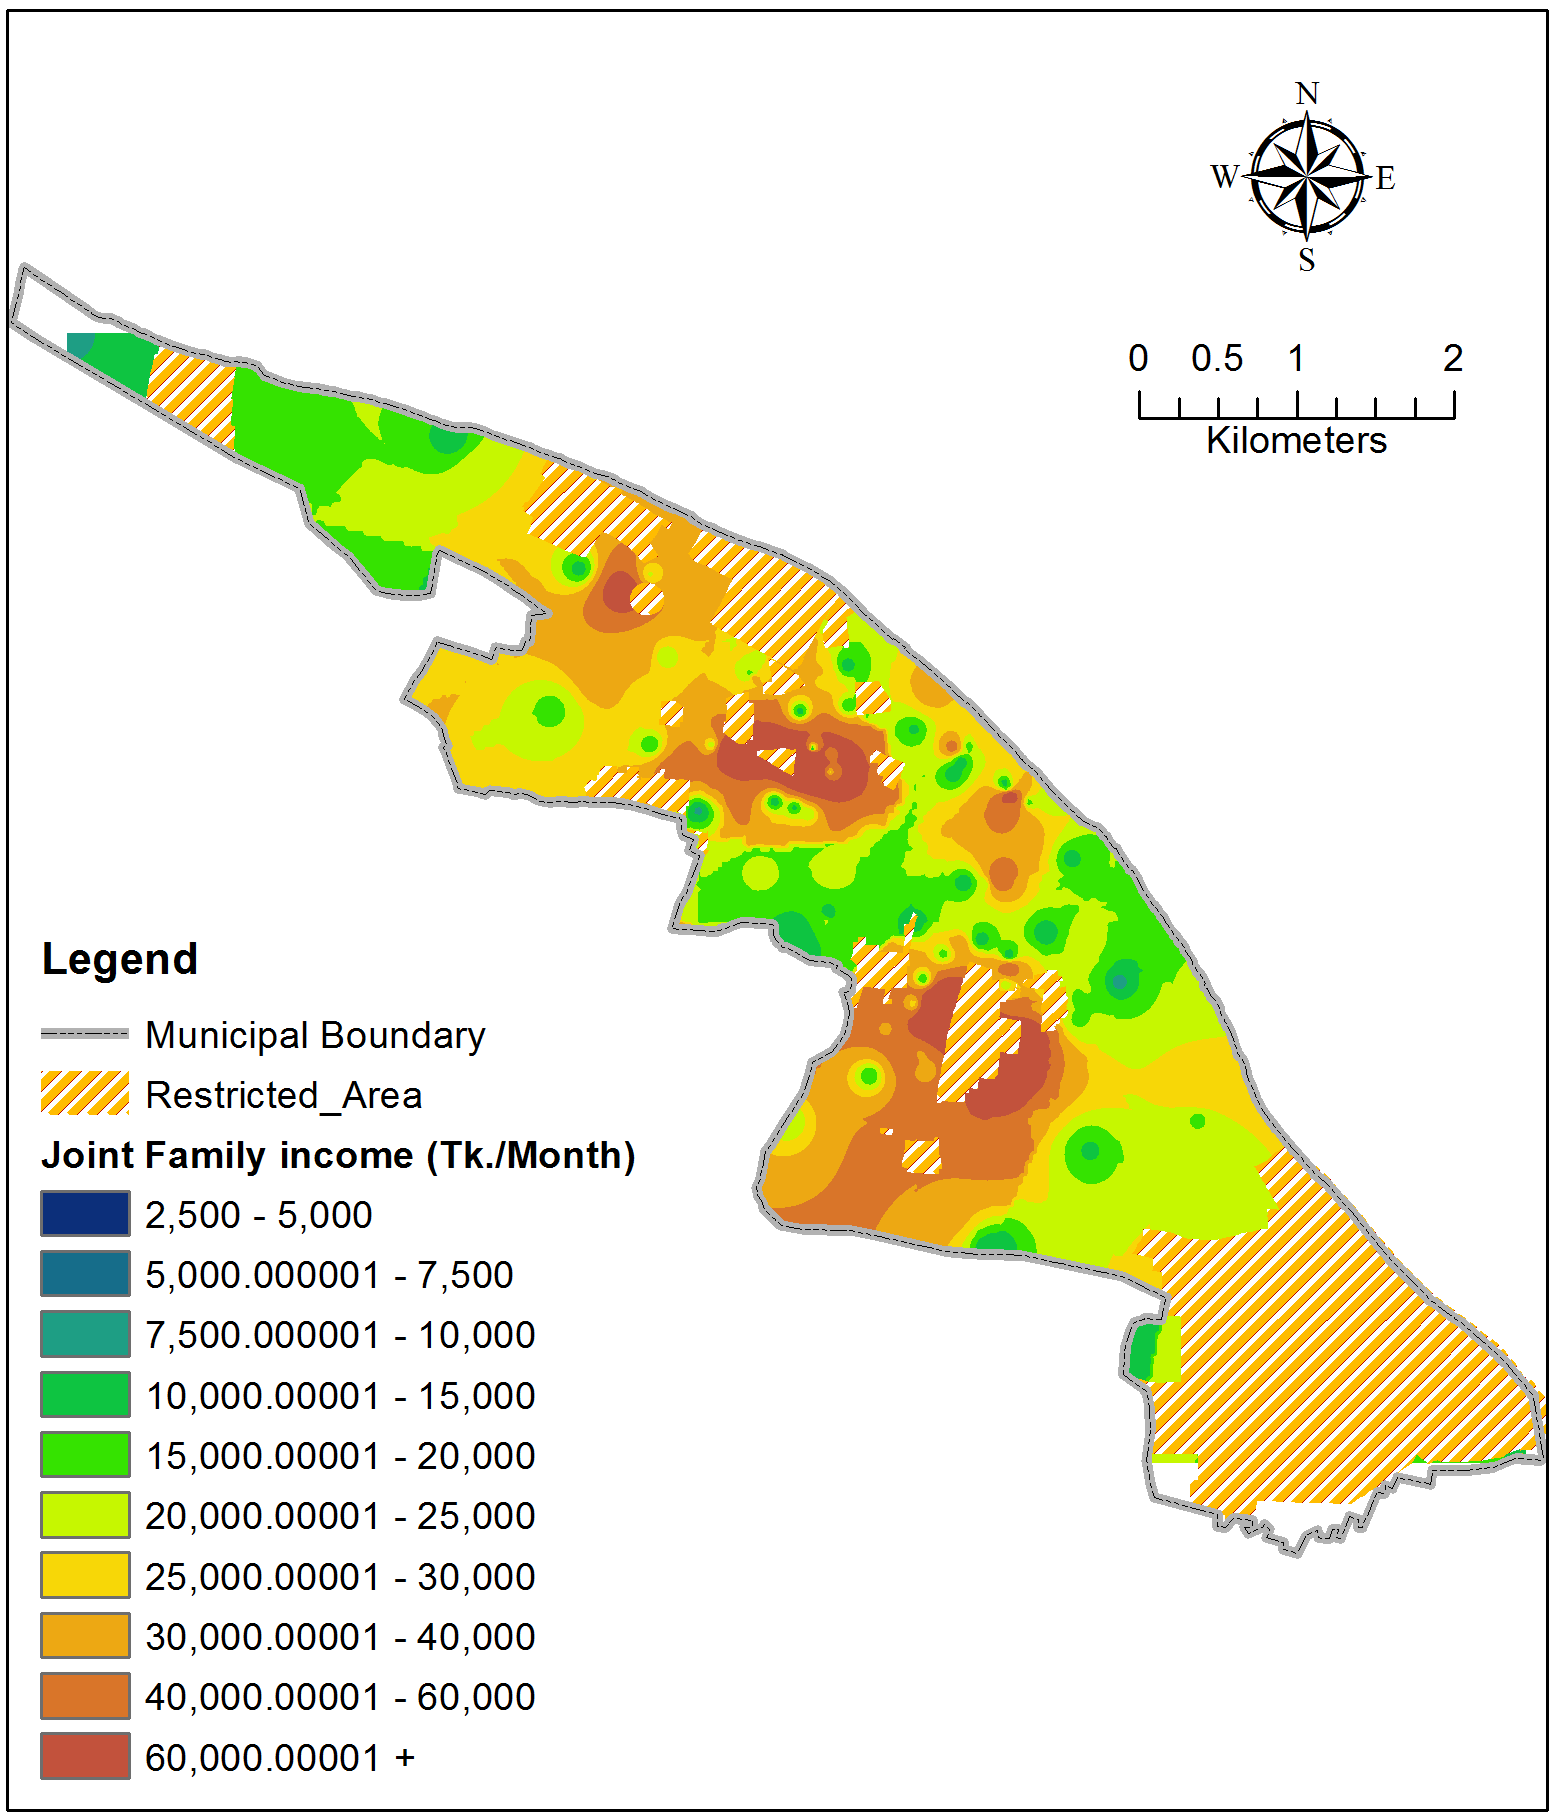 N
W E
S
0 0.5 1 2
Kilometers
Legend
Municipal Boundary
Restricted_Area
Joint Family income (Tk./Month)
2,500 - 5,000
5,000.000001 - 7,500
7,500.000001 - 10,000
10,000.00001 - 15,000
15,000.00001 - 20,000
20,000.00001 - 25,000
25,000.00001 - 30,000
30,000.00001 - 40,000
40,000.00001 - 60,000
60,000.00001 +